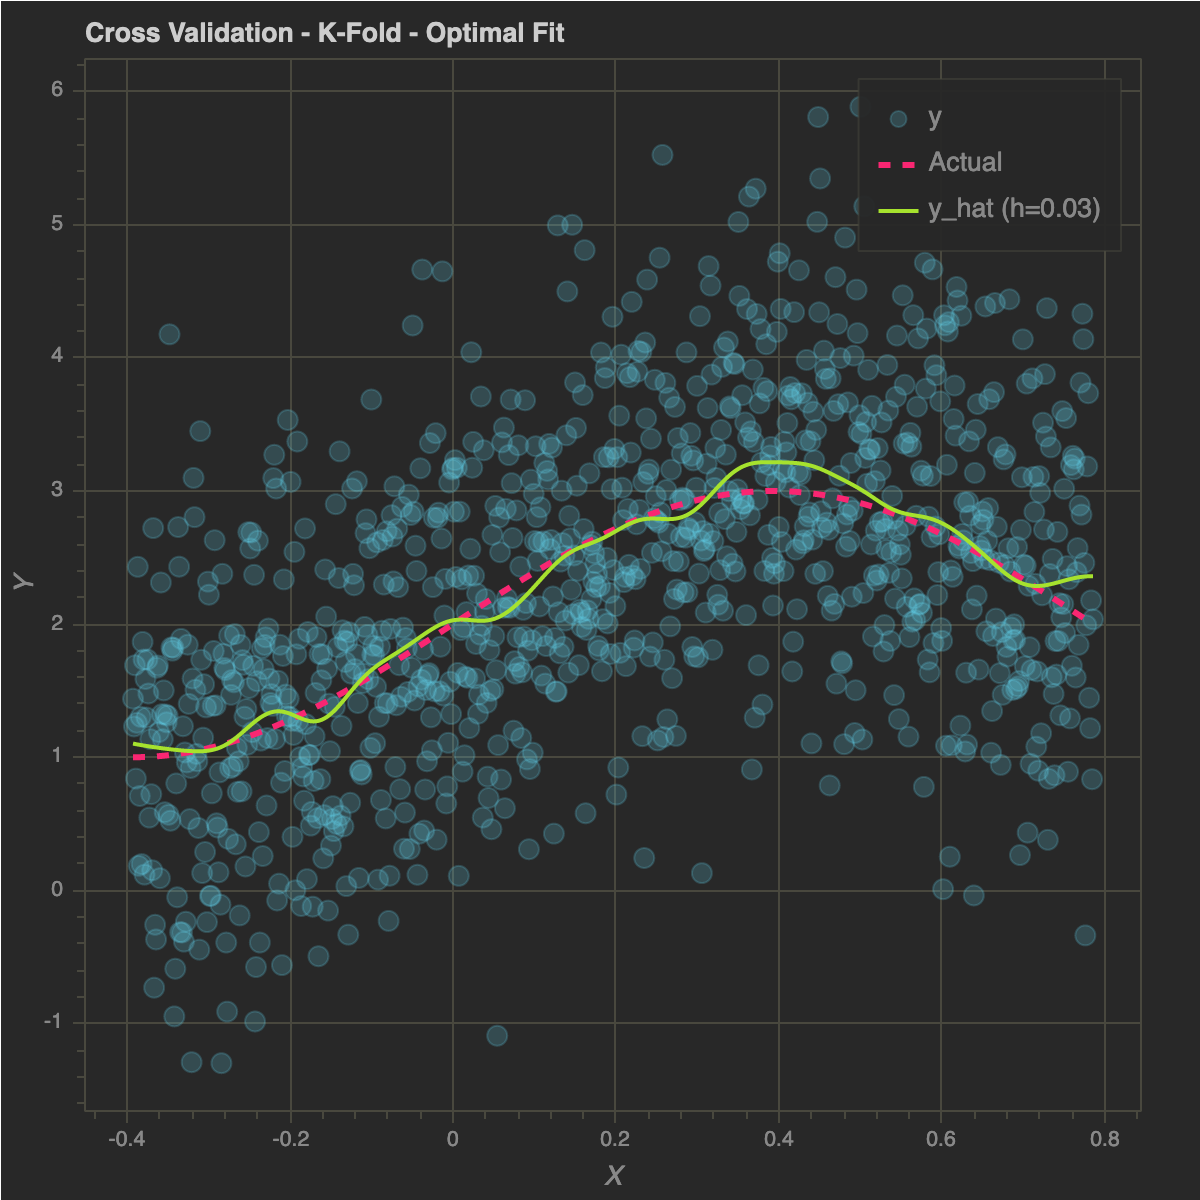 Cross Validation - K-Fold - Optimal Fit
y
Actual
y_hat (h=0.03)
6
5
4
3
2
1
0
-1
Y
-0.4
-0.2
0
0.2
0.4
0.6
0.8
X